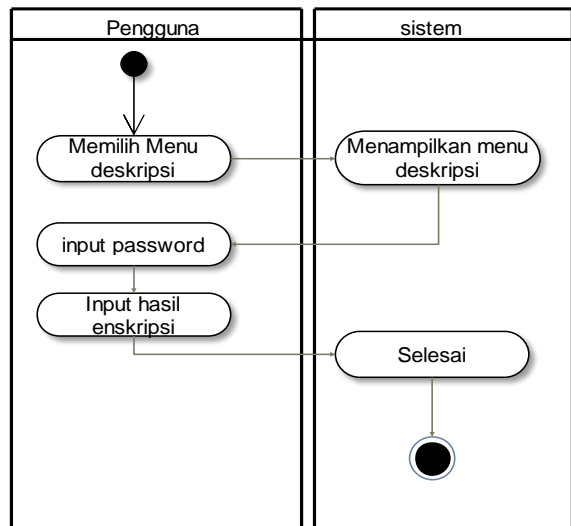 Pengguna
sistem
Memilih Menu
deskripsi
Menampilkan menu
deskripsi
input password
Input hasil
enskripsi
Selesai